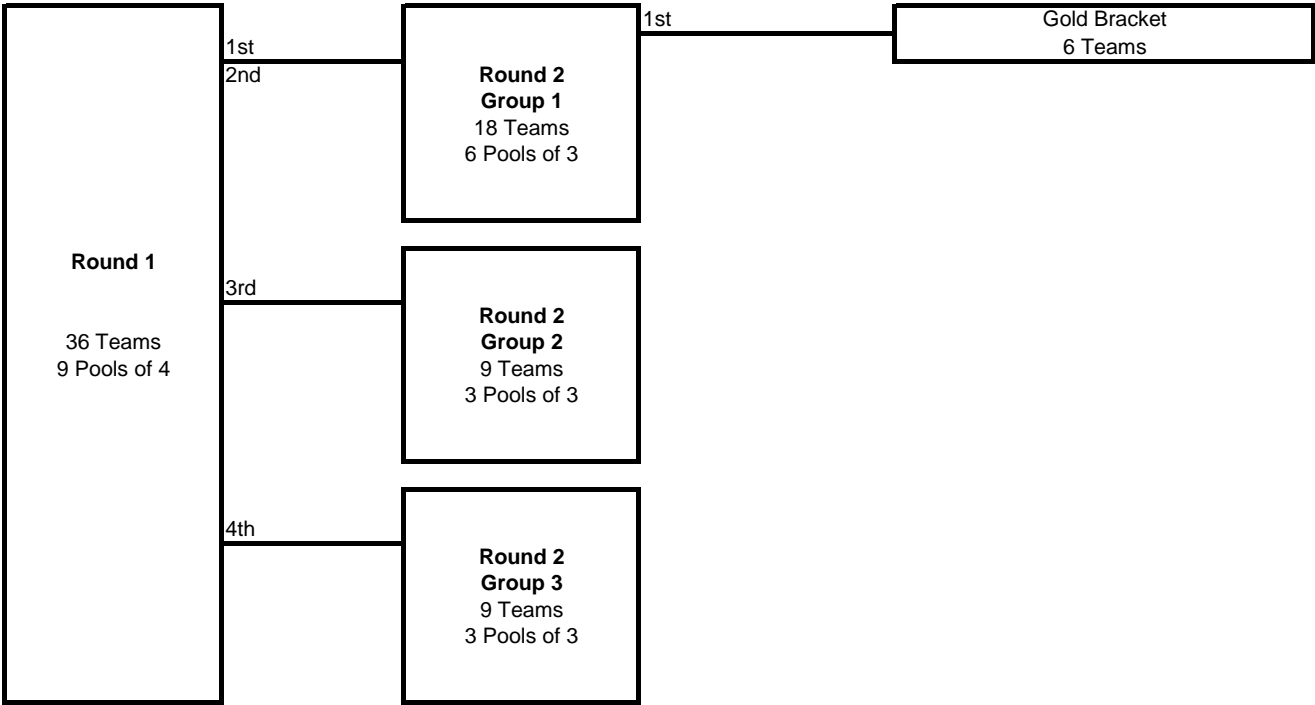 Round 1
36 Teams
9 Pools of 4
1st
2nd
3rd
4th
Round 2
Group 1
18 Teams
6 Pools of 3
Round 2
Group 2
9 Teams
3 Pools of 3
Round 2
Group 3
9 Teams
3 Pools of 3
1st
Gold Bracket
6 Teams